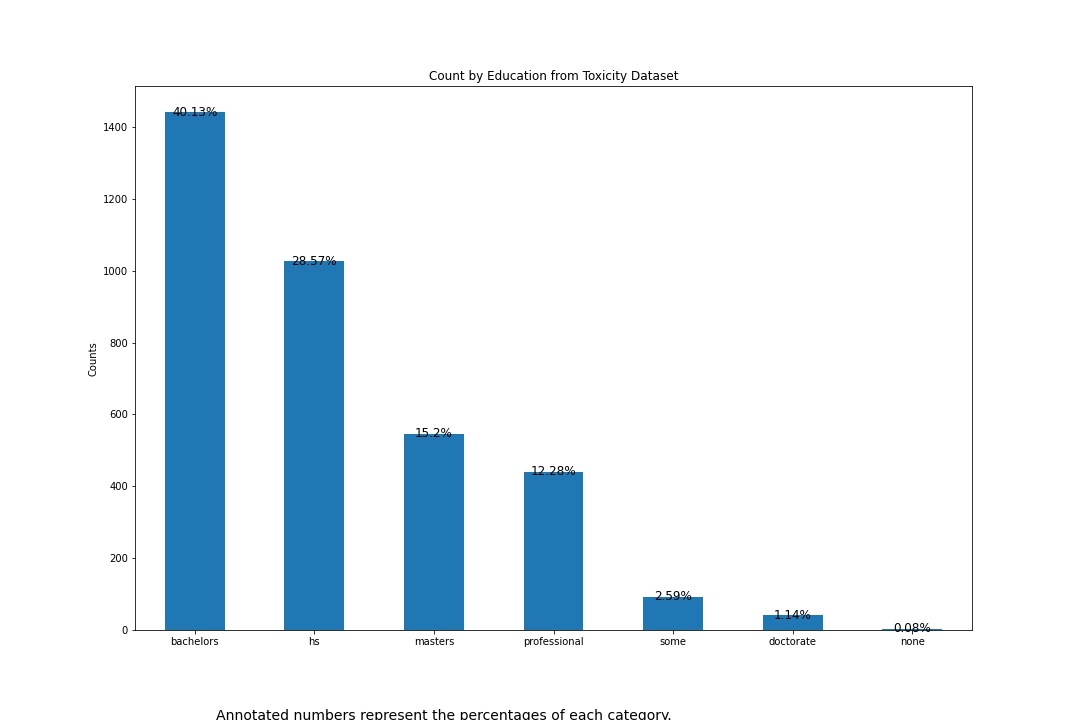 Count by Education from Toxicity Dataset
Counts
1400
1200
1000
800
600
400
200
0
40.13%
28.57%
15.2%
12.28%
2.59%
1.14%
0.08%
bachelors
hs
masters
professional
some
doctorate
none
Annotated numbers represent the percentages of each category.